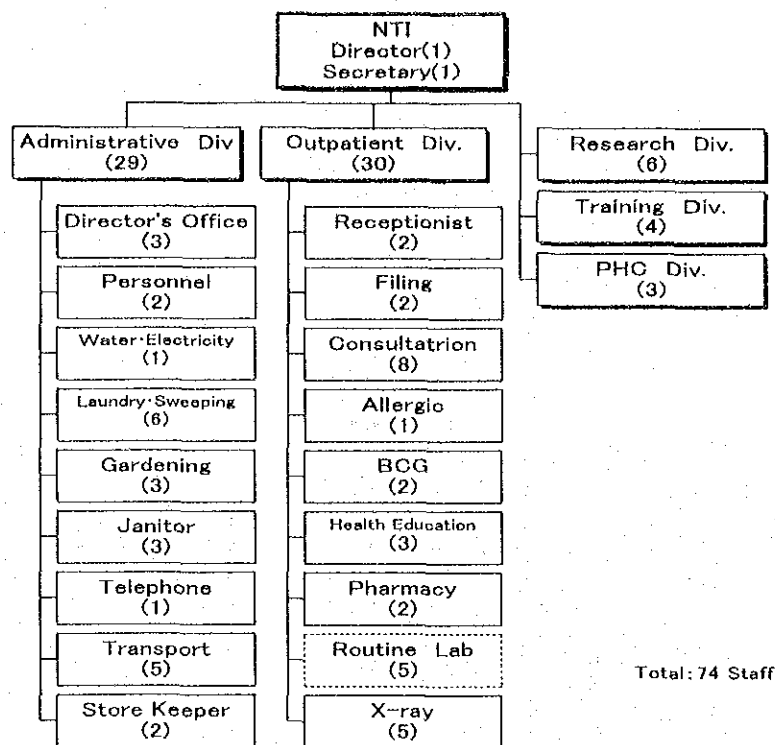 NTI
Director(1)
Secretary(1)
Administrative Div
(29)
Director's Office
(3)
Personnel
(2)
Water・Electricity
(1)
Laundry・Sweeping
(6)
Gardening
(3)
Janitor
(3)
Telephone
(1)
Transport
(5)
Store Keeper
(2)
Outpatient Div.
(30)
Receptionist
(2)
Filing
(2)
Consultatrion
(8)
Allergic
(1)
BCG
(2)
Health Education
(3)
Pharmacy
(2)
Routine Lab
(5)
X-ray
(5)
Research Div.
(6)
Training Div.
(4)
PHC Div.
(3)
Total: 74 Staff